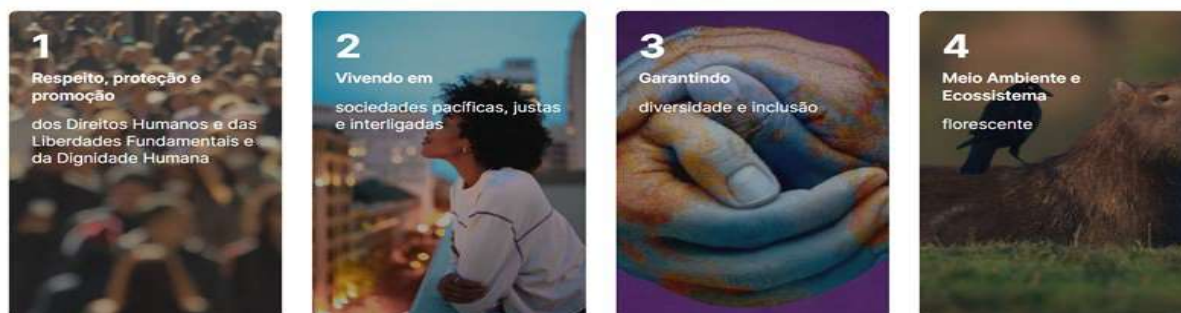 1
Respeito, proteção e
promoção
dos Direitos Humanos e das
Liberdades Fundamentais e
da Dignidade Humana
2
Vivendo em
sociedades pacíficas, justas
e interligadas
3
Garantindo
diversidade e inclusão
4
Meio Ambiente e
Ecossistema
florescente